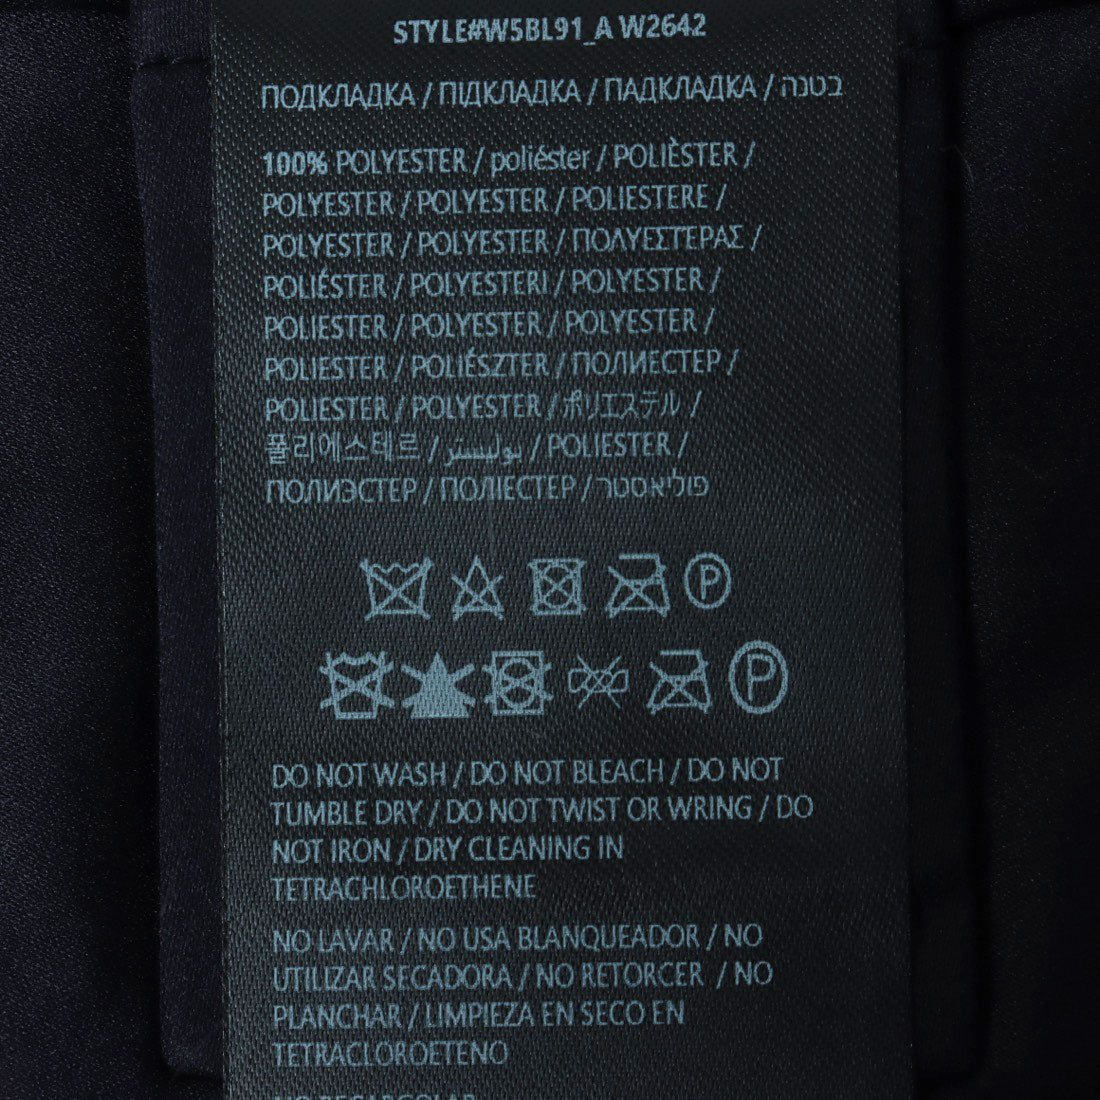 STYLE#W5BL91_A W2642
ПОДКЛАДКА / ПІДКЛАДКА / ПАДКЛАДКА / בטנה
100% POLYESTER / poliéster / POLIÈSTER /
POLYESTER / POLYESTER / POLIESTERE /
POLYESTER / POLYESTER / ΠΟΛΥΕΣΤΕΡΑΣ /
POLIÉSTER / POLYESTERI / POLYESTER /
POLIESTER / POLYESTER / POLYESTER /
POLIESTER / POLIÉSZTER / ПОЛИЕСТЕР /
POLIESTER / POLYESTER / ポリエステル /
폴리에스테르 / بوليستر / POLIESTER /
ПОЛИЭСТЕР / ПОЛІЕСТЕР / פוליאסטר
P
P
DO NOT WASH / DO NOT BLEACH / DO NOT
TUMBLE DRY / DO NOT TWIST OR WRING / DO
NOT IRON / DRY CLEANING IN
TETRACHLOROETHENE
NO LAVAR / NO USA BLANQUEADOR / NO
UTILIZAR SECADORA / NO RETORCER / NO
PLANCHAR / LIMPIEZA EN SECO EN
TETRACLOROETENO